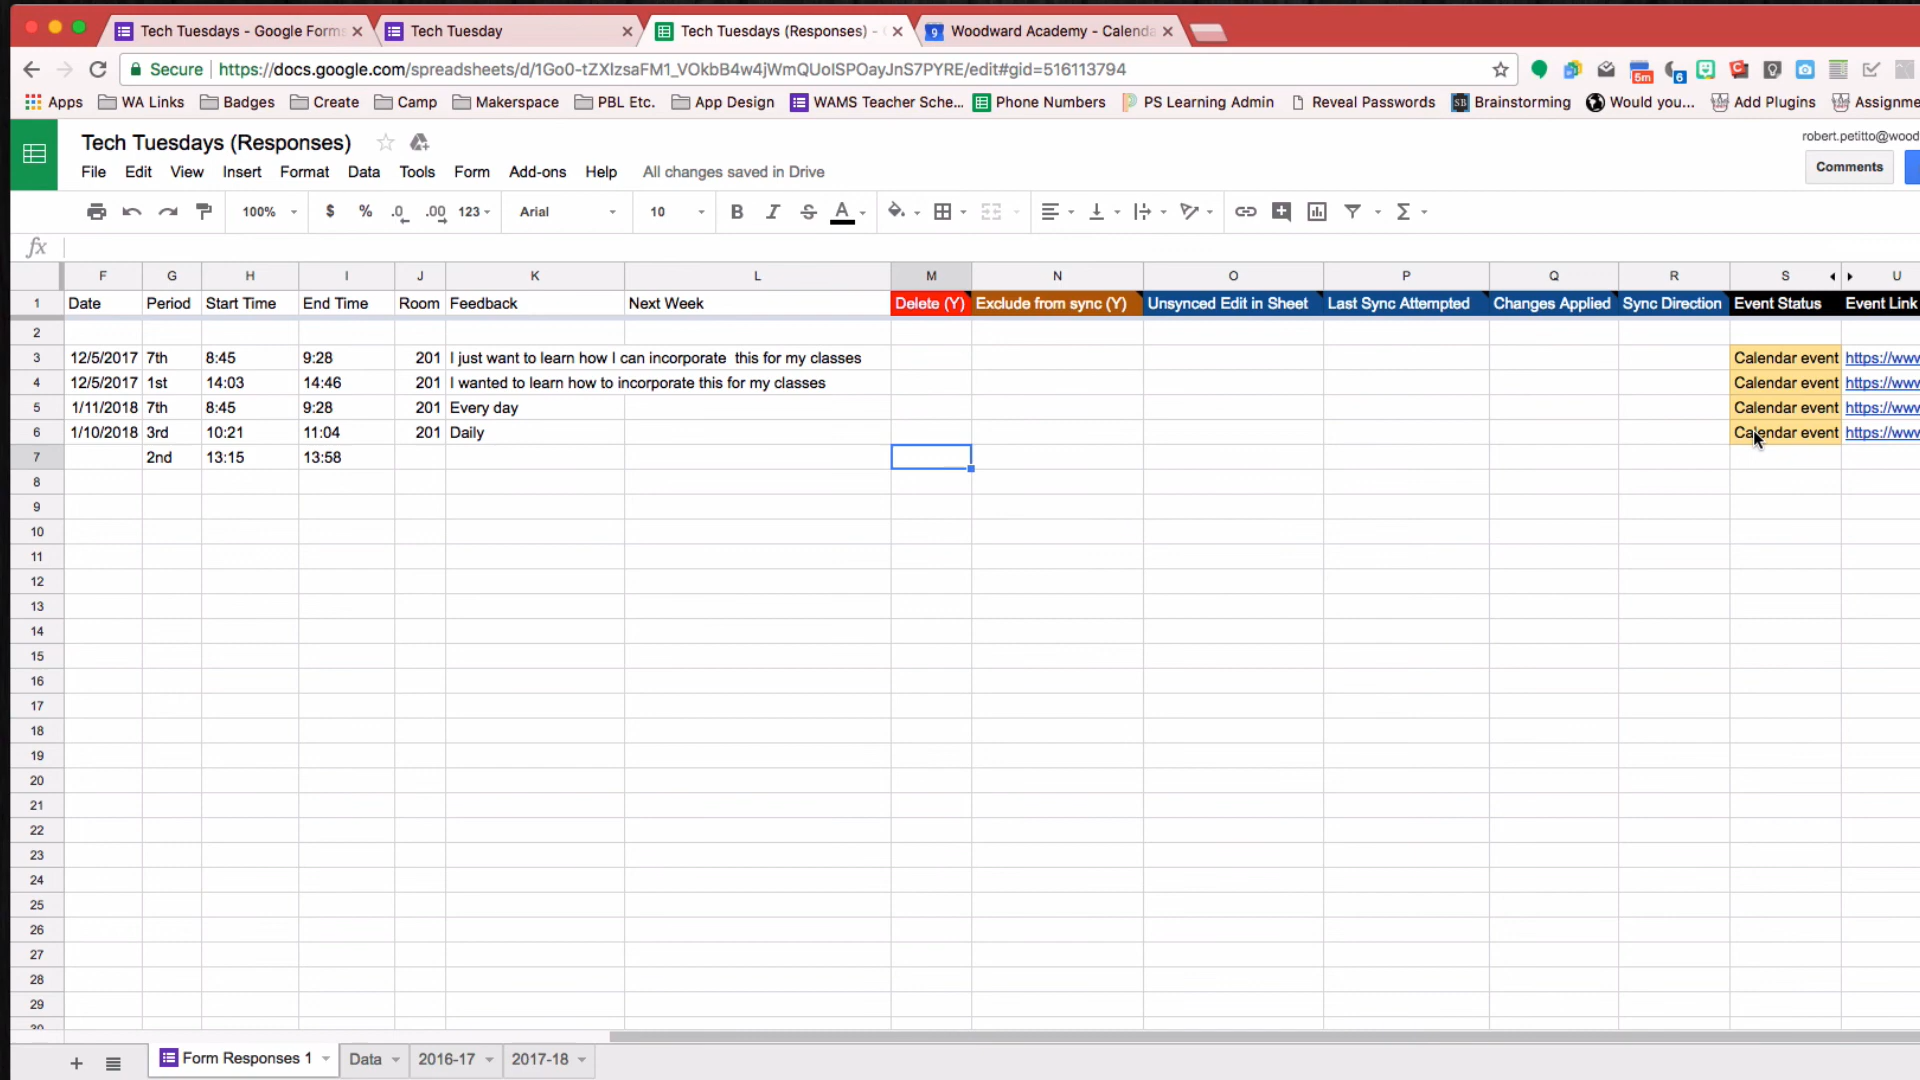 Tech Tuesdays - Google Forms
Tech Tuesday
Tech Tuesdays (Responses) -
Woodward Academy - Calenda
Secure https://docs.google.com/spreadsheets/d/1Go0-tZXIzsaFM1_VOkbB4w4jWmQUoISPOayJnS7PYRE/edit#gid=516113794
5m 6
Apps WA Links Badges Create Camp Makerspace PBL Etc. App Design WAMS Teacher Sche... Phone Numbers PS Learning Admin Reveal Passwords SB Brainstorming Would you... Add Plugins Assignme
Tech Tuesdays (Responses)
robert.petitto@wood
File Edit View Insert Format Data Tools Form Add-ons Help All changes saved in Drive
Comments
100% $ % .0 .00 123 Arial 10 B I S A Σ
fx
F G H I J K L M N O P Q R S U
1 Date Period Start Time End Time Room Feedback Next Week Delete (Y) Exclude from sync (Y) Unsynced Edit in Sheet Last Sync Attempted Changes Applied Sync Direction Event Status Event Link
2
3 12/5/2017 7th 8:45 9:28 201 I just want to learn how I can incorporate this for my classes Calendar event https://www
4 12/5/2017 1st 14:03 14:46 201 I wanted to learn how to incorporate this for my classes Calendar event https://www
5 1/11/2018 7th 8:45 9:28 201 Every day Calendar event https://www
6 1/10/2018 3rd 10:21 11:04 201 Daily Calendar event https://www
7 2nd 13:15 13:58
8
9
10
11
12
13
14
15
16
17
18
19
20
21
22
23
24
25
26
27
28
29
30
+ Form Responses 1 Data 2016-17 2017-18